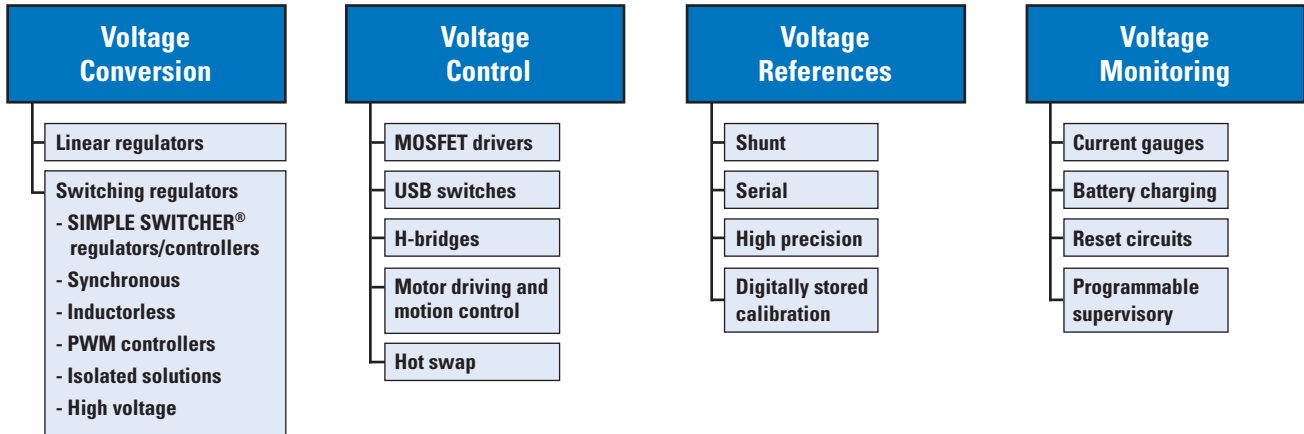 Voltage
Conversion
Linear regulators
Switching regulators
- SIMPLE SWITCHER®
regulators/controllers
- Synchronous
- Inductorless
- PWM controllers
- Isolated solutions
- High voltage
Voltage
Control
MOSFET drivers
USB switches
H-bridges
Motor driving and
motion control
Hot swap
Voltage
References
Shunt
Serial
High precision
Digitally stored
calibration
Voltage
Monitoring
Current gauges
Battery charging
Reset circuits
Programmable
supervisory